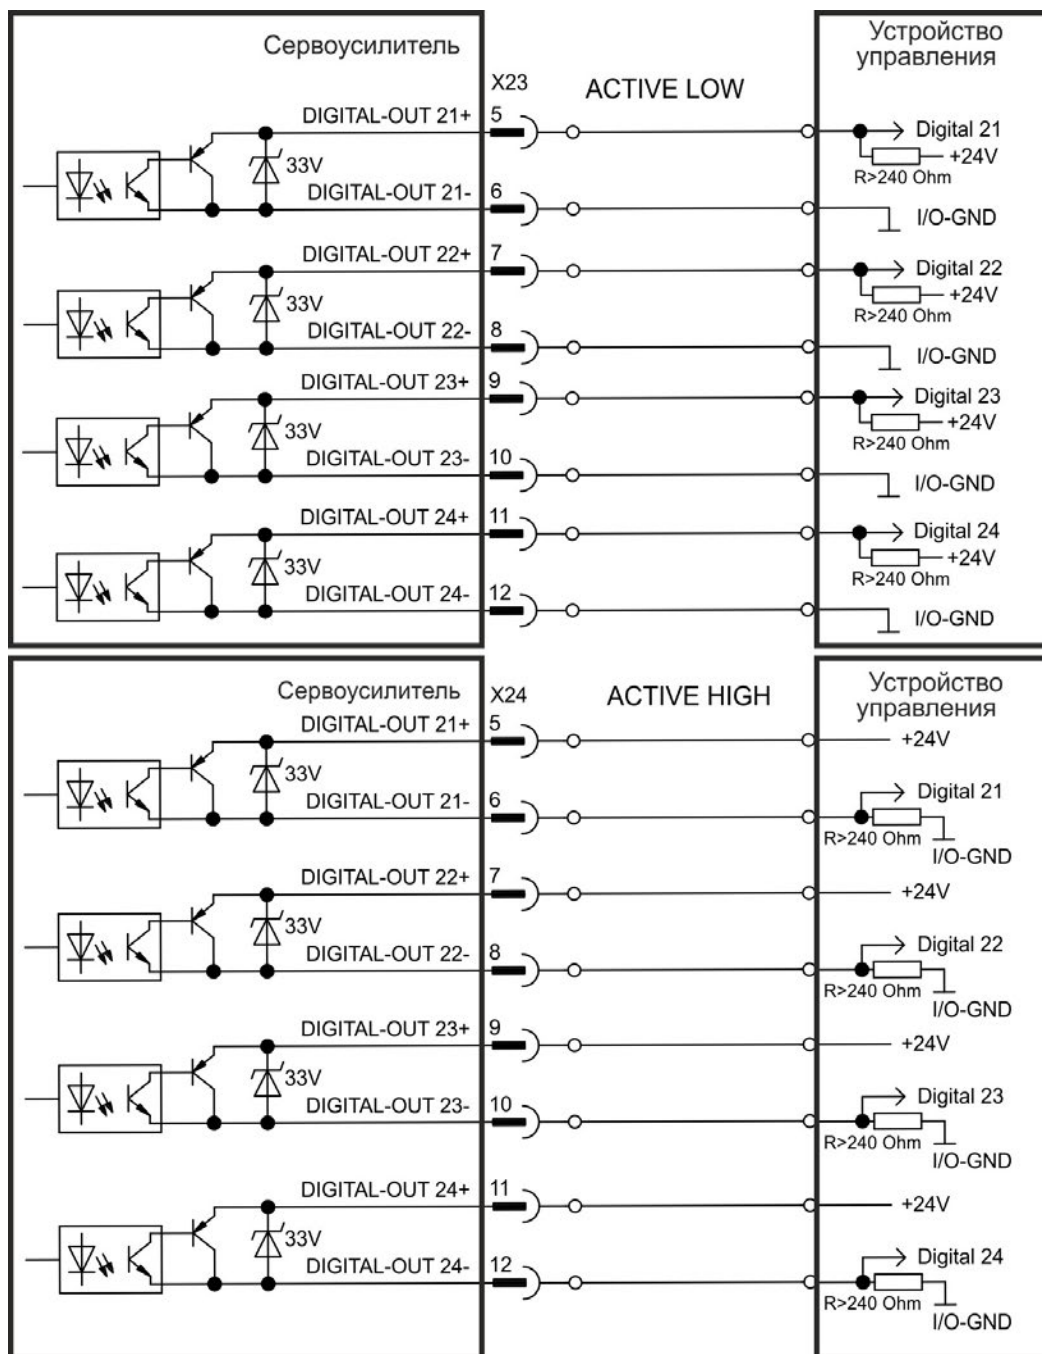 Сервоусилитель
X23
ACTIVE LOW
Устройство
управления
DIGITAL-OUT 21+
5
Digital 21
33V
+24V
R>240 Ohm
DIGITAL-OUT 21-
6
I/O-GND
DIGITAL-OUT 22+
7
Digital 22
33V
+24V
R>240 Ohm
DIGITAL-OUT 22-
8
I/O-GND
DIGITAL-OUT 23+
9
Digital 23
33V
+24V
R>240 Ohm
DIGITAL-OUT 23-
10
I/O-GND
DIGITAL-OUT 24+
11
Digital 24
33V
+24V
R>240 Ohm
DIGITAL-OUT 24-
12
I/O-GND
Сервоусилитель
X24
ACTIVE HIGH
Устройство
управления
DIGITAL-OUT 21+
5
+24V
33V
DIGITAL-OUT 21-
6
Digital 21
R>240 Ohm
I/O-GND
DIGITAL-OUT 22+
7
+24V
33V
DIGITAL-OUT 22-
8
Digital 22
R>240 Ohm
I/O-GND
DIGITAL-OUT 23+
9
+24V
33V
DIGITAL-OUT 23-
10
Digital 23
R>240 Ohm
I/O-GND
DIGITAL-OUT 24+
11
+24V
33V
DIGITAL-OUT 24-
12
Digital 24
R>240 Ohm
I/O-GND